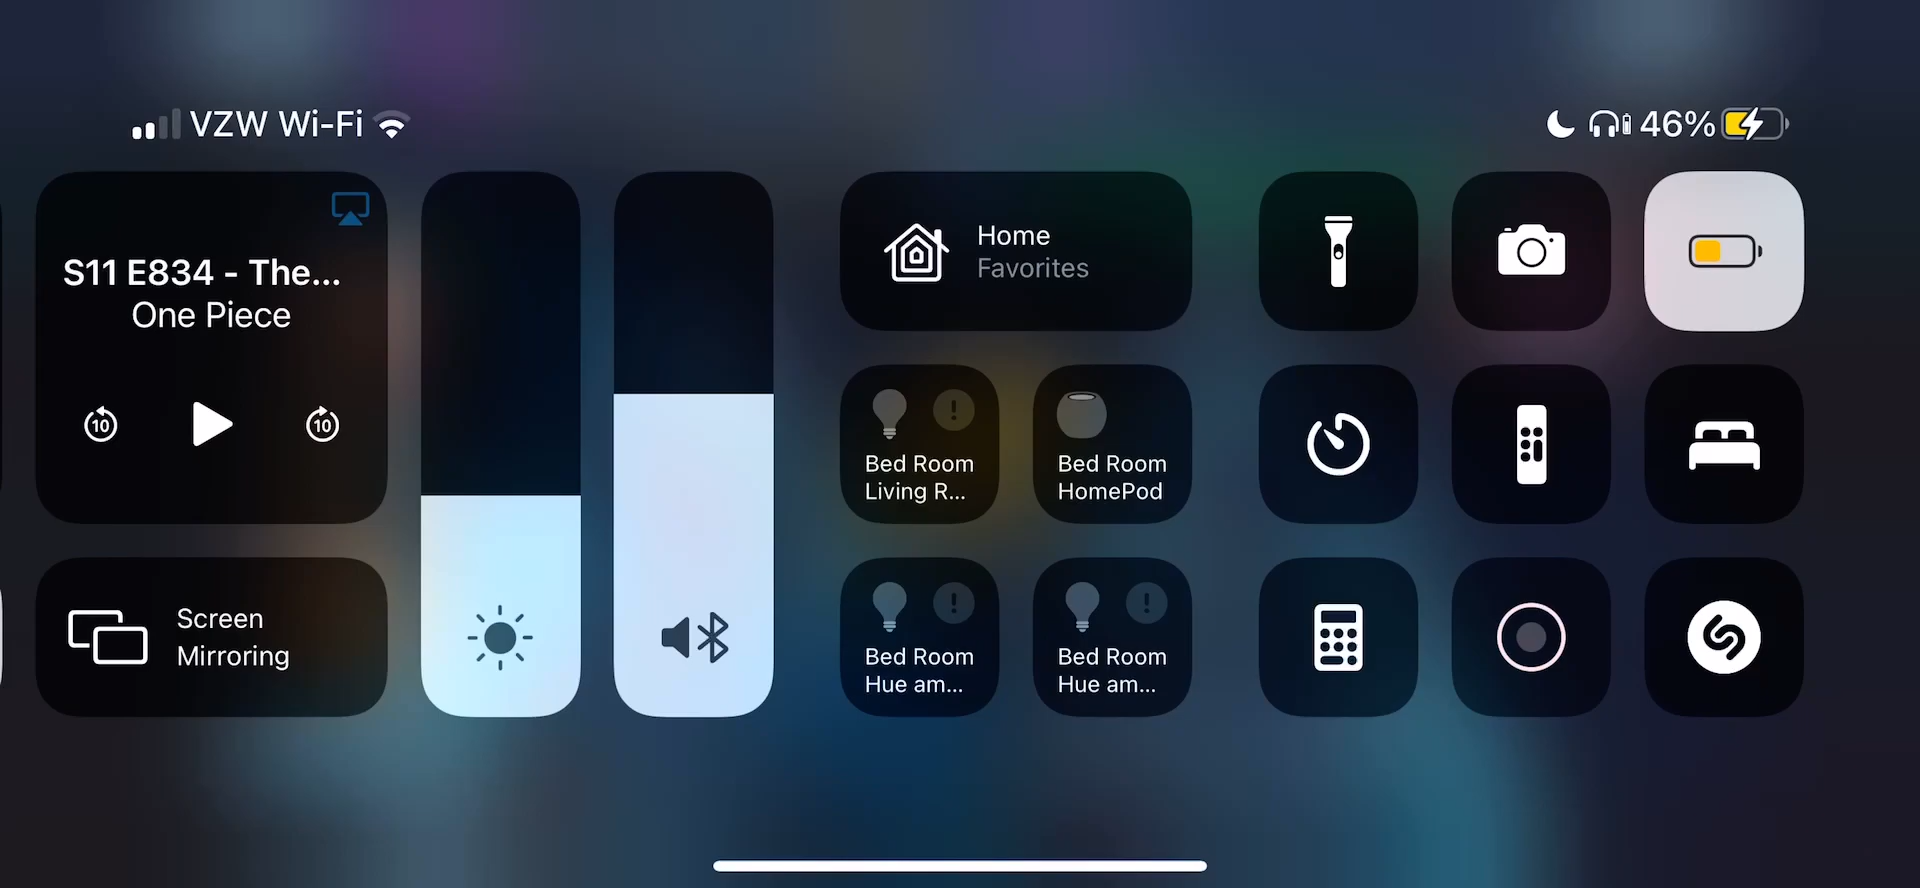 VZW Wi-Fi
46%
S11 E834 - The...
One Piece
10
10
Screen
Mirroring
Home
Favorites
!
Bed Room
Living R...
Bed Room
HomePod
!
Bed Room
Hue am...
!
Bed Room
Hue am...